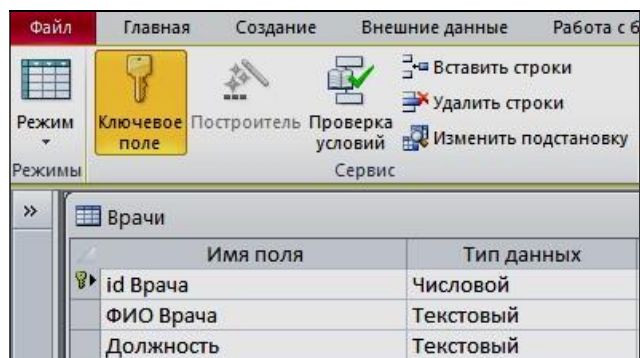 Файл Главная Создание Внешние данные Работа с б
Режим
Ключевое поле
Построитель
Проверка условий
Вставить строки
Удалить строки
Изменить подстановку
Режимы
Сервис
»
Врачи
Имя поля Тип данных
id Врача Числовой
ФИО Врача Текстовый
Должность Текстовый